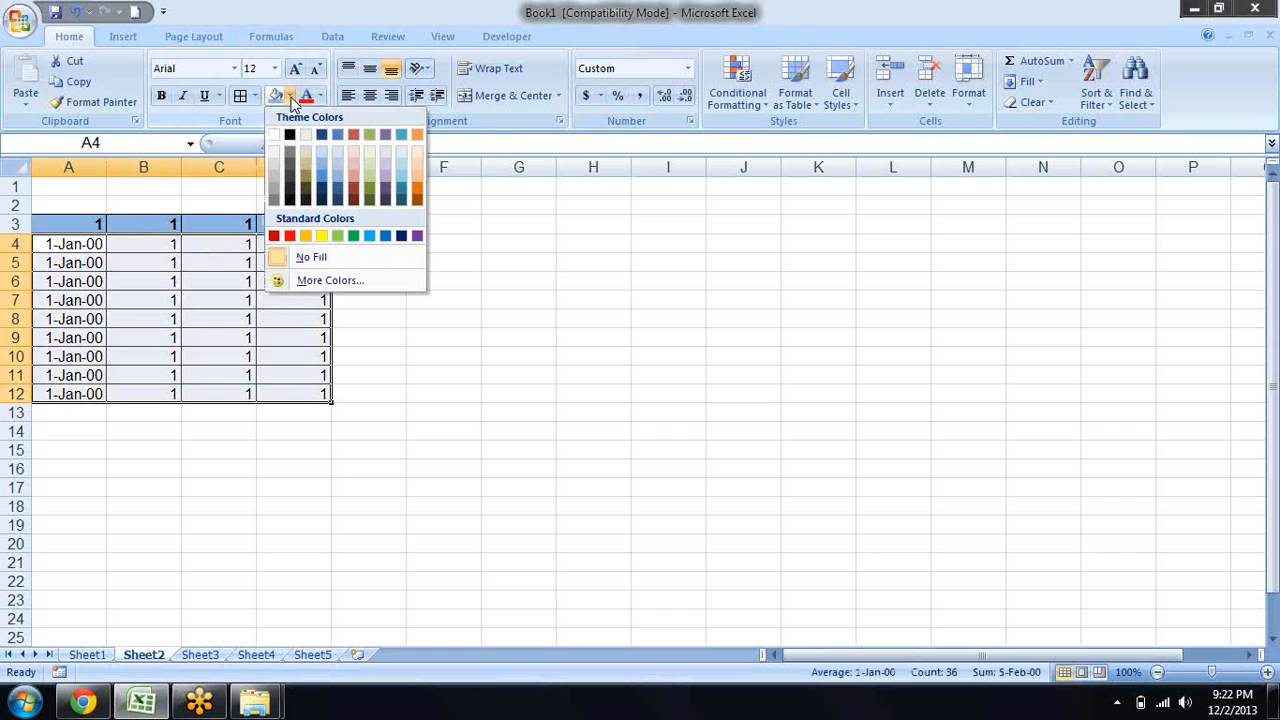 Book1 [Compatibility Mode] - Microsoft Excel
Home Insert Page Layout Formulas Data Review View Developer
Paste Cut Copy Format Painter Clipboard
Arial 12 B I U A A A Font
Wrap Text Merge & Center ignment
Custom $ % , Number
Conditional Formatting Format as Table Cell Styles Styles
Insert Delete Format Cells
Σ AutoSum Fill Clear Sort & Filter Find & Select Editing
A4
Theme Colors
Standard Colors
No Fill
More Colors...
A B C F G H I J K L M N O P
1
2
3 1 1 1
4 1-Jan-00 1 1
5 1-Jan-00 1 1
6 1-Jan-00 1 1
7 1-Jan-00 1 1 1
8 1-Jan-00 1 1 1
9 1-Jan-00 1 1 1
10 1-Jan-00 1 1 1
11 1-Jan-00 1 1 1
12 1-Jan-00 1 1 1
13
14
15
16
17
18
19
20
21
22
23
24
25
Sheet1 Sheet2 Sheet3 Sheet4 Sheet5
Ready Average: 1-Jan-00 Count: 36 Sum: 5-Feb-00 100%
9:22 PM
12/2/2013